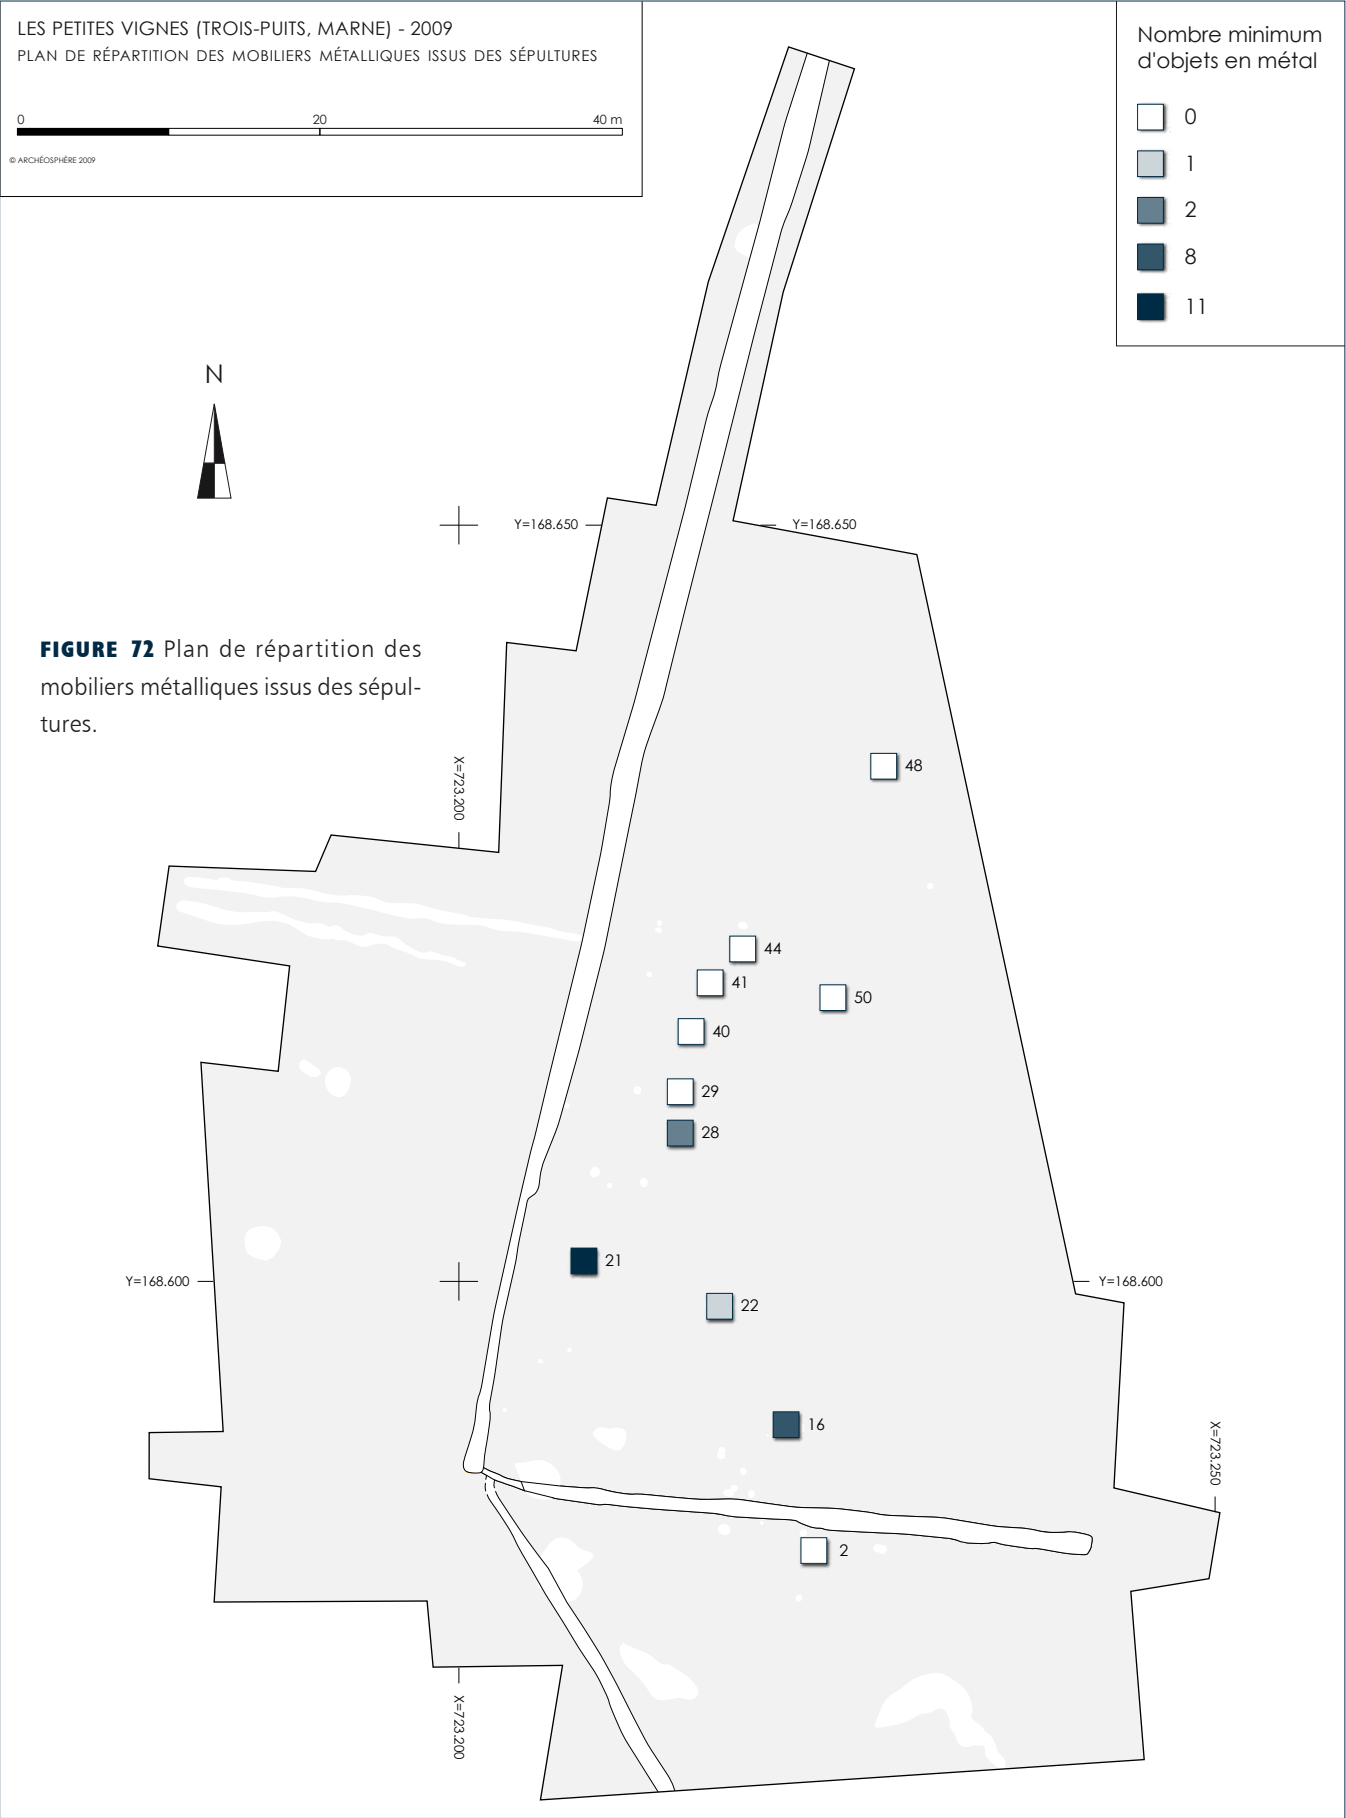 LES PETITES VIGNES (TROIS-PUITS, MARNE) - 2009
PLAN DE RÉPARTITION DES MOBILIERS MÉTALLIQUES ISSUS DES SÉPULTURES
0 20 40 m
© ARCHÉOSPHÈRE 2009
Nombre minimum
d'objets en métal
0
1
2
8
11
N
Y=168.650
Y=168.650
FIGURE 72 Plan de répartition des
mobiliers métalliques issus des sépul-
tures.
X=723.200
48
44
41
50
40
29
28
21
Y=168.600
Y=168.600
22
16
X=723.250
2
X=723.200